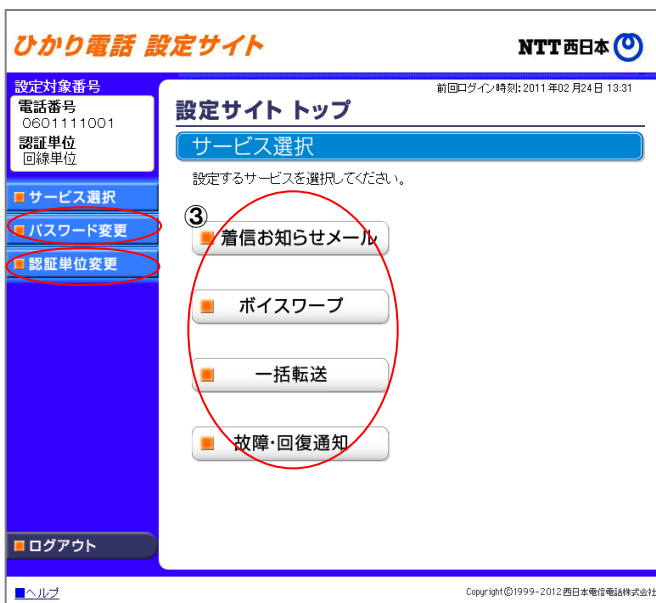 ひかり電話 設定サイト
NTT西日本
設定対象番号
電話番号
0601111001
認証単位
回線単位
前回ログイン時刻:2011年02月24日 13:31
設定サイト トップ
サービス選択
設定するサービスを選択してください。
サービス選択
パスワード変更
認証単位変更
③
着信お知らせメール
ボイスワープ
一括転送
故障・回復通知
ログアウト
ヘルプ
Copyright©1999-2012西日本電信電話株式会社